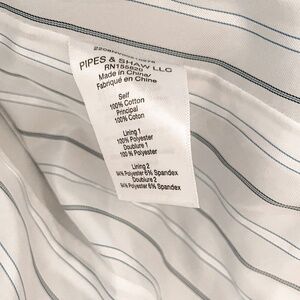 PIPES & SHAW LLC
RN155620
Made in China/
Fabriqué en Chine
Self
100% Cotton
Principal
100% Coton
Lining 1
100% Polyester
Doublure 1
100 % Polyester
Lining 2
94% Polyester 6% Spandex
Doublure 2
94% Polyester 6% Spandex